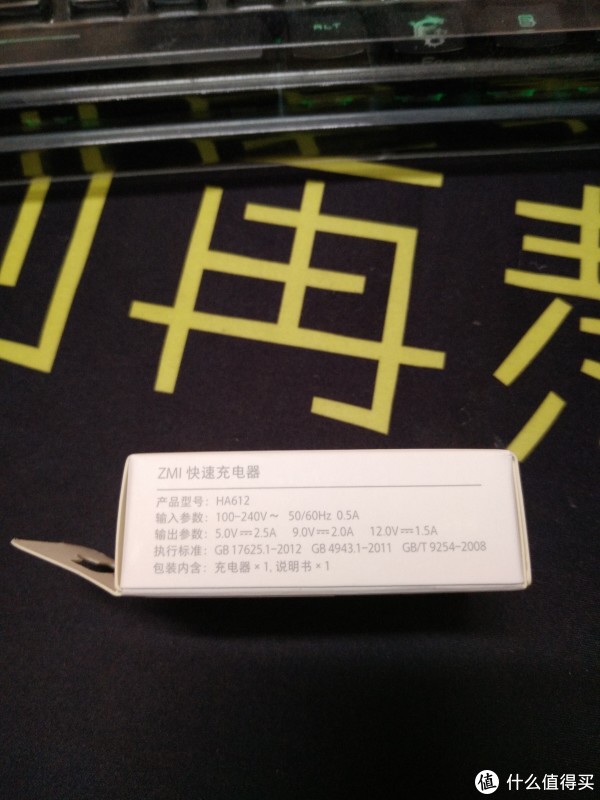 ALT
再
ZMI 快速充电器
产品型号: HA612
输入参数: 100-240V～ 50/60Hz 0.5A
输出参数: 5.0V⎓2.5A 9.0V⎓2.0A 12.0V⎓1.5A
执行标准: GB 17625.1-2012 GB 4943.1-2011 GB/T 9254-2008
包装内含: 充电器×1, 说明书×1
值 什么值得买